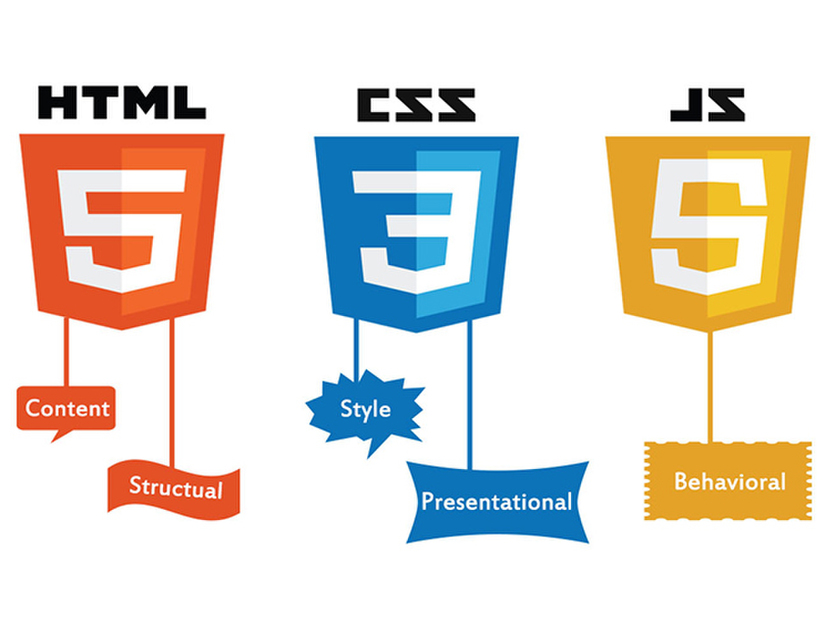 HTML
CSS
JS
5
3
5
Content
Style
Structual
Presentational
Behavioral